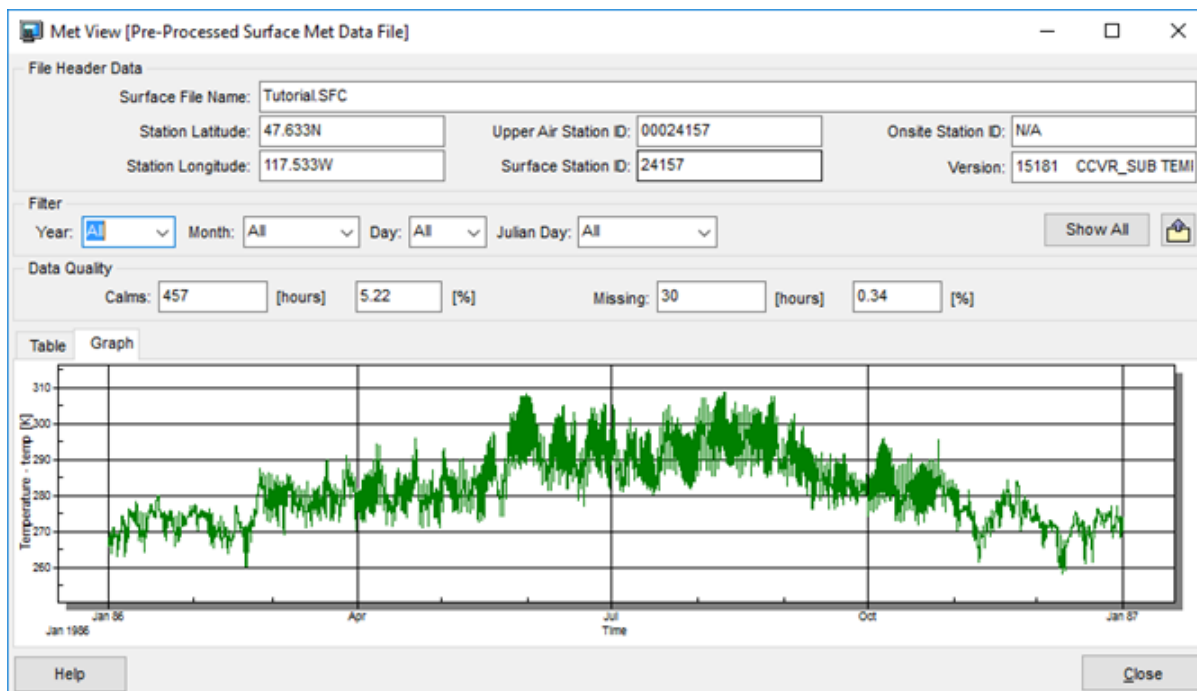 Met View [Pre-Processed Surface Met Data File]
File Header Data
Surface File Name: Tutorial.SFC
Station Latitude: 47.633N Upper Air Station ID: 00024157 Onsite Station ID: N/A
Station Longitude: 117.533W Surface Station ID: 24157 Version: 15181 CCVR_SUB TEMI
Filter
Year: All Month: All Day: All Julian Day: All Show All
Data Quality
Calms: 457 [hours] 5.22 [%] Missing: 30 [hours] 0.34 [%]
Table Graph
Temperature - temp [K]
310
300
290
280
270
260
Jan 86 Apr Jul Oct Jan 87
Jan 1986 Time
Help Close